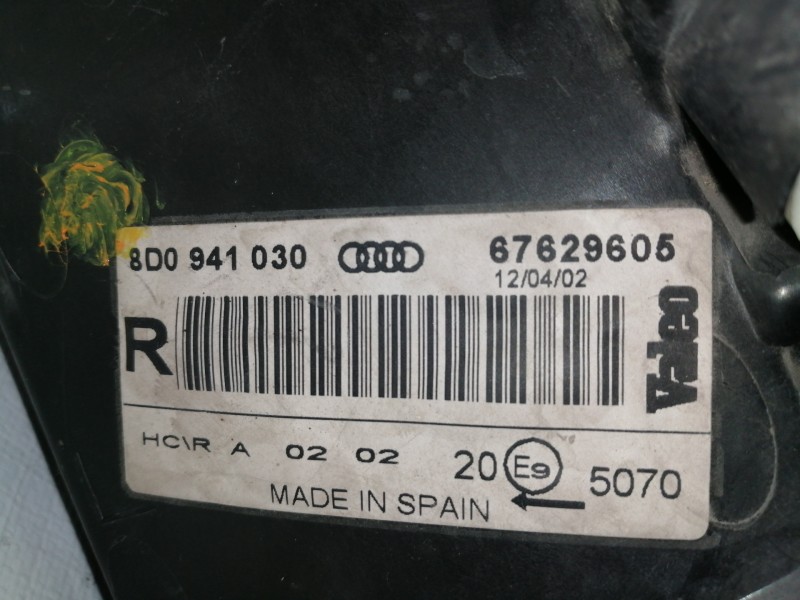 8D0 941 030 67629605
12/04/02
R
Valeo
HC\R A 02 02 20 E9 5070
MADE IN SPAIN